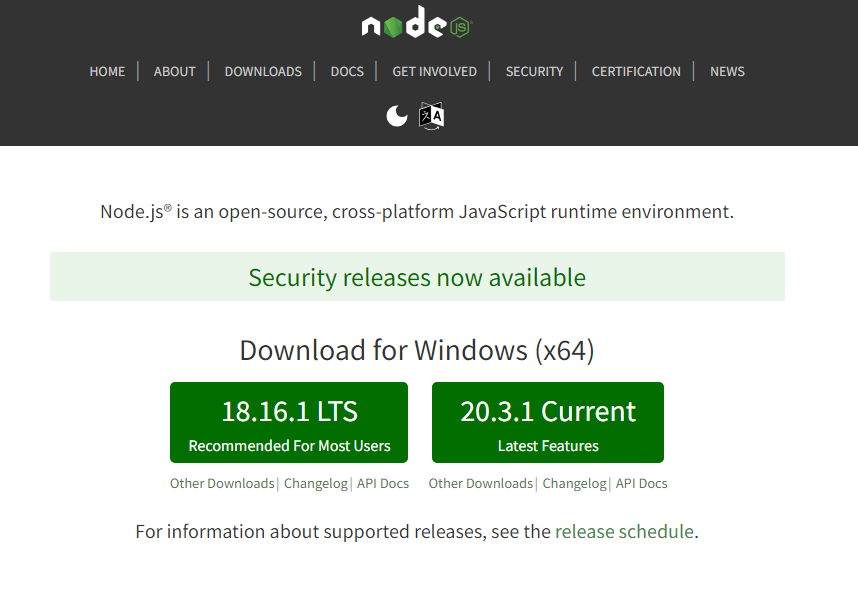 node JS
HOME | ABOUT | DOWNLOADS | DOCS | GET INVOLVED | SECURITY | CERTIFICATION | NEWS
文A
Node.js® is an open-source, cross-platform JavaScript runtime environment.
Security releases now available
Download for Windows (x64)
18.16.1 LTS 20.3.1 Current
Recommended For Most Users Latest Features
Other Downloads | Changelog | API Docs Other Downloads | Changelog | API Docs
For information about supported releases, see the release schedule.